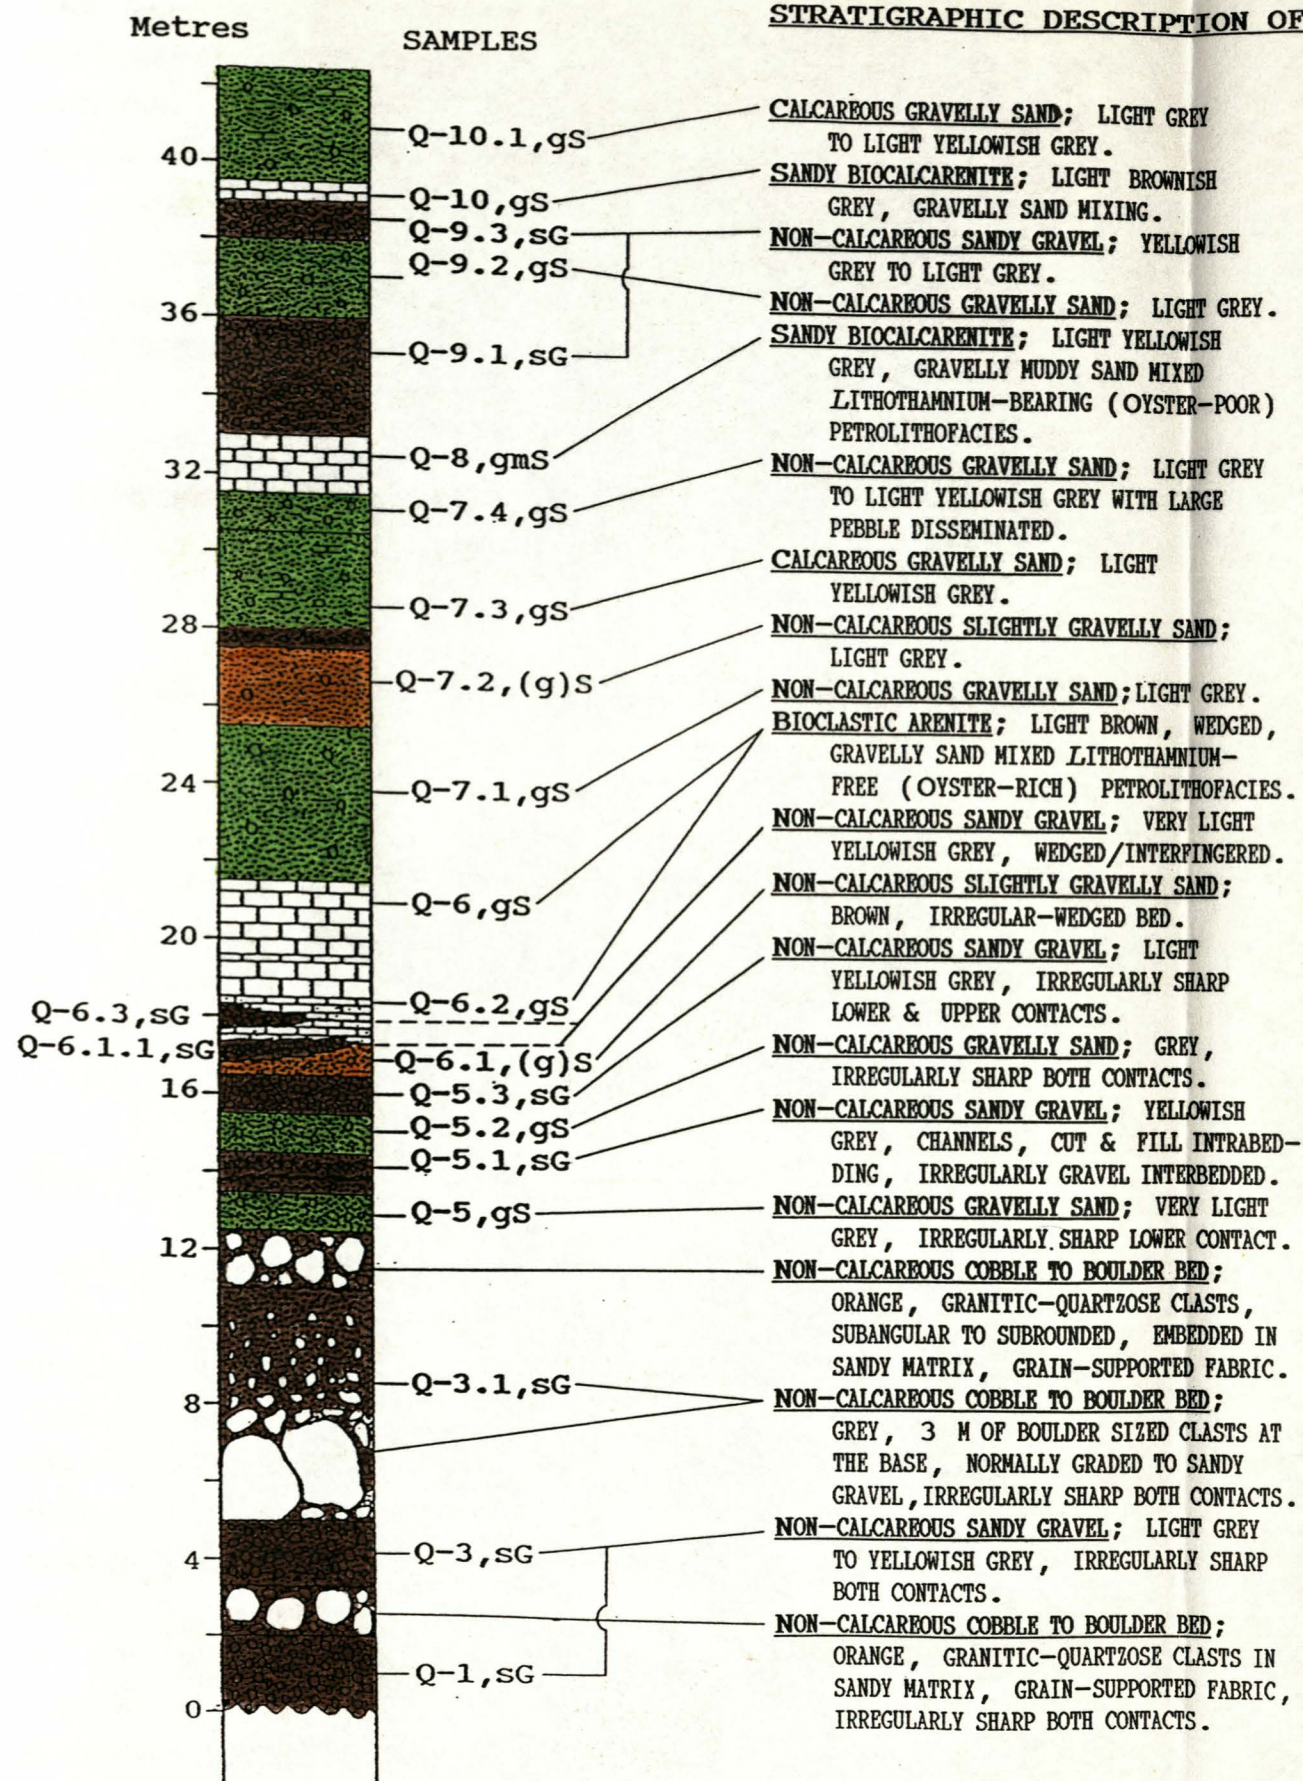 Metres
SAMPLES
STRATIGRAPHIC DESCRIPTION OF
40
36
32
28
24
20
16
12
8
4
0
Q-10.1,gS
Q-10,gS
Q-9.3,sG
Q-9.2,gS
Q-9.1,sG
Q-8,gmS
Q-7.4,gS
Q-7.3,gS
Q-7.2,(g)S
Q-7.1,gS
Q-6,gS
Q-6.2,gS
Q-6.3,sG
Q-6.1.1,sG
Q-6.1,(g)S
Q-5.3,sG
Q-5.2,gS
Q-5.1,sG
Q-5,gS
Q-3.1,sG
Q-3,sG
Q-1,sG
CALCAREOUS GRAVELLY SAND; LIGHT GREY
TO LIGHT YELLOWISH GREY.
SANDY BIOCALCARENITE; LIGHT BROWNISH
GREY, GRAVELLY SAND MIXING.
NON-CALCAREOUS SANDY GRAVEL; YELLOWISH
GREY TO LIGHT GREY.
NON-CALCAREOUS GRAVELLY SAND; LIGHT GREY.
SANDY BIOCALCARENITE; LIGHT YELLOWISH
GREY, GRAVELLY MUDDY SAND MIXED
LITHOTHAMNIUM-BEARING (OYSTER-POOR)
PETROLITHOFACIES.
NON-CALCAREOUS GRAVELLY SAND; LIGHT GREY
TO LIGHT YELLOWISH GREY WITH LARGE
PEBBLE DISSEMINATED.
CALCAREOUS GRAVELLY SAND; LIGHT
YELLOWISH GREY.
NON-CALCAREOUS SLIGHTLY GRAVELLY SAND;
LIGHT GREY.
NON-CALCAREOUS GRAVELLY SAND;LIGHT GREY.
BIOCLASTIC ARENITE; LIGHT BROWN, WEDGED,
GRAVELLY SAND MIXED LITHOTHAMNIUM-
FREE (OYSTER-RICH) PETROLITHOFACIES.
NON-CALCAREOUS SANDY GRAVEL; VERY LIGHT
YELLOWISH GREY, WEDGED/INTERFINGERED.
NON-CALCAREOUS SLIGHTLY GRAVELLY SAND;
BROWN, IRREGULAR-WEDGED BED.
NON-CALCAREOUS SANDY GRAVEL; LIGHT
YELLOWISH GREY, IRREGULARLY SHARP
LOWER & UPPER CONTACTS.
NON-CALCAREOUS GRAVELLY SAND; GREY,
IRREGULARLY SHARP BOTH CONTACTS.
NON-CALCAREOUS SANDY GRAVEL; YELLOWISH
GREY, CHANNELS, CUT & FILL INTRABED-
DING, IRREGULARLY GRAVEL INTERBEDDED.
NON-CALCAREOUS GRAVELLY SAND; VERY LIGHT
GREY, IRREGULARLY SHARP LOWER CONTACT.
NON-CALCAREOUS COBBLE TO BOULDER BED;
ORANGE, GRANITIC-QUARTZOSE CLASTS,
SUBANGULAR TO SUBROUNDED, EMBEDDED IN
SANDY MATRIX, GRAIN-SUPPORTED FABRIC.
NON-CALCAREOUS COBBLE TO BOULDER BED;
GREY, 3 M OF BOULDER SIZED CLASTS AT
THE BASE, NORMALLY GRADED TO SANDY
GRAVEL,IRREGULARLY SHARP BOTH CONTACTS.
NON-CALCAREOUS SANDY GRAVEL; LIGHT GREY
TO YELLOWISH GREY, IRREGULARLY SHARP
BOTH CONTACTS.
NON-CALCAREOUS COBBLE TO BOULDER BED;
ORANGE, GRANITIC-QUARTZOSE CLASTS IN
SANDY MATRIX, GRAIN-SUPPORTED FABRIC,
IRREGULARLY SHARP BOTH CONTACTS.